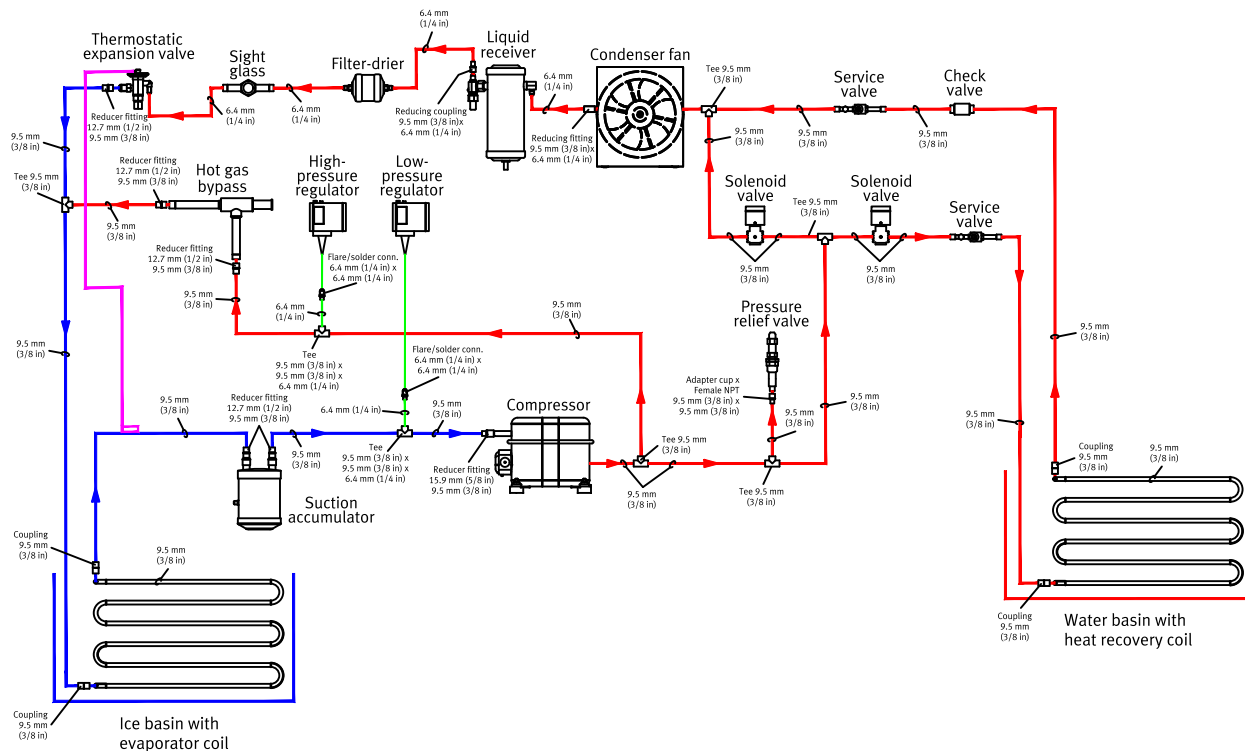 6.4 mm
(1/4 in)
Thermostatic
expansion valve
Sight
glass
Filter-drier
Liquid
receiver
Condenser fan
Tee 9.5 mm
(3/8 in)
Service
valve
Check
valve
6.4 mm
(1/4 in)
6.4 mm
(1/4 in)
6.4 mm
(1/4 in)
Reducer fitting
12.7 mm (1/2 in)
9.5 mm (3/8 in)
Reducing coupling
9.5 mm (3/8 in)x
6.4 mm (1/4 in)
Reducing fitting
9.5 mm (3/8 in)x
6.4 mm (1/4 in)
9.5 mm
(3/8 in)
9.5 mm
(3/8 in)
9.5 mm
(3/8 in)
9.5 mm
(3/8 in)
Reducer fitting
12.7 mm (1/2 in)
9.5 mm (3/8 in)
Hot gas
bypass
High-
pressure
regulator
Low-
pressure
regulator
Tee 9.5 mm
(3/8 in)
9.5 mm
(3/8 in)
Solenoid
valve
Tee 9.5 mm
(3/8 in)
Solenoid
valve
Service
valve
Reducer fitting
12.7 mm (1/2 in)
9.5 mm (3/8 in)
Flare/solder conn.
6.4 mm (1/4 in) x
6.4 mm (1/4 in)
9.5 mm
(3/8 in)
9.5 mm
(3/8 in)
9.5 mm
(3/8 in)
6.4 mm
(1/4 in)
9.5 mm
(3/8 in)
Pressure
relief valve
9.5 mm
(3/8 in)
9.5 mm
(3/8 in)
Tee
9.5 mm (3/8 in) x
9.5 mm (3/8 in) x
6.4 mm (1/4 in)
Flare/solder conn.
6.4 mm (1/4 in) x
6.4 mm (1/4 in)
Adapter cup x
Female NPT
9.5 mm (3/8 in) x
9.5 mm (3/8 in)
9.5 mm
(3/8 in)
9.5 mm
(3/8 in)
Reducer fitting
12.7 mm (1/2 in)
9.5 mm (3/8 in)
6.4 mm (1/4 in)
9.5 mm
(3/8 in)
Compressor
9.5 mm
(3/8 in)
9.5 mm
(3/8 in)
9.5 mm
(3/8 in)
Tee
9.5 mm (3/8 in) x
9.5 mm (3/8 in) x
6.4 mm (1/4 in)
Reducer fitting
15.9 mm (5/8 in)
9.5 mm (3/8 in)
Tee 9.5 mm
(3/8 in)
9.5 mm
(3/8 in)
Tee 9.5 mm
(3/8 in)
Coupling
9.5 mm
(3/8 in)
9.5 mm
(3/8 in)
Suction
accumulator
Coupling
9.5 mm
(3/8 in)
9.5 mm
(3/8 in)
Coupling
9.5 mm
(3/8 in)
Water basin with
heat recovery coil
Coupling
9.5 mm
(3/8 in)
Ice basin with
evaporator coil